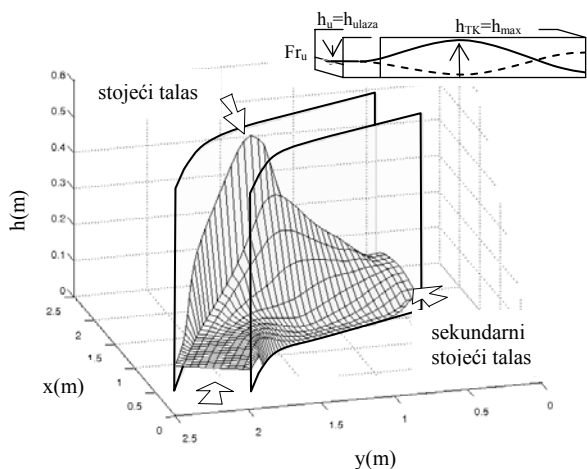 h_u=h_ulaza
h_TK=h_max
Fr_u
stojeći talas
h(m)
0.6
0.5
0.4
0.3
0.2
0.1
0
sekundarni
stojeći talas
2.5
2
1.5
1
0.5
0
x(m)
2.5
2
1.5
1
0.5
0
y(m)